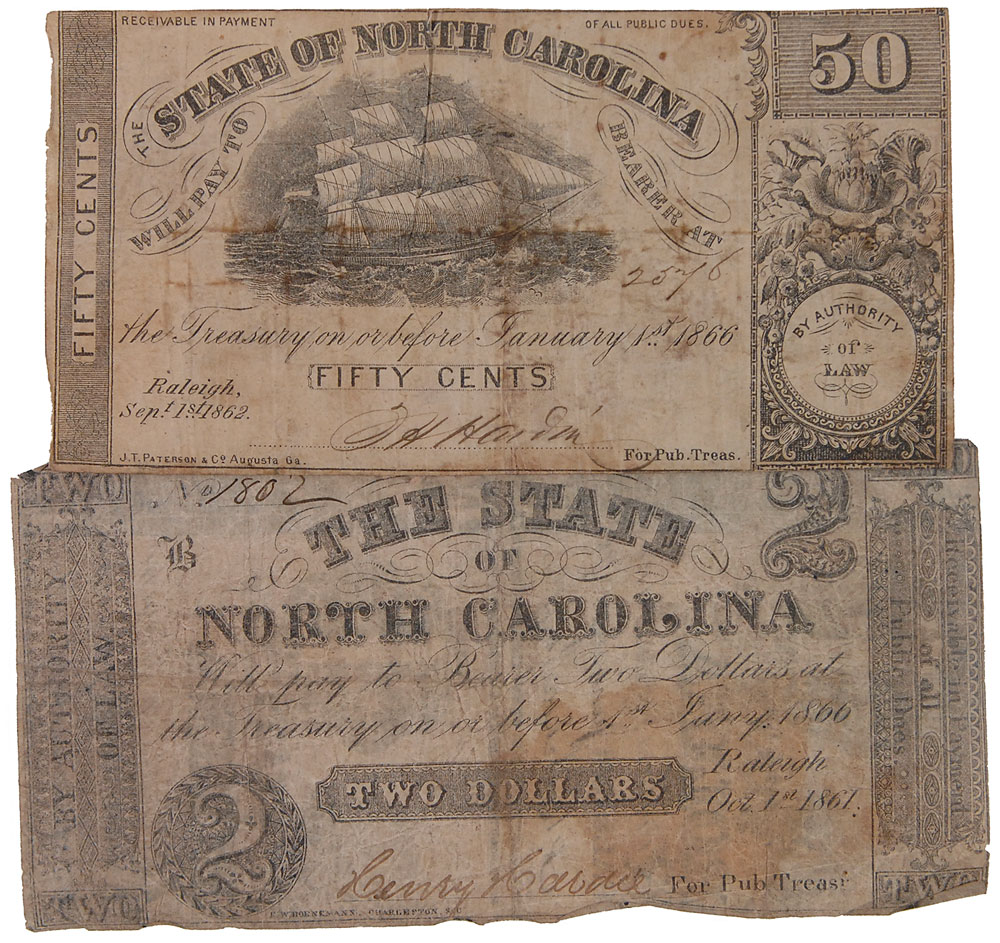 RECEIVABLE IN PAYMENT OF ALL PUBLIC DUES.
50
THE STATE OF NORTH CAROLINA
WILL PAY TO BEARER AT
FIFTY CENTS
the Treasury on or before January 1st 1866
FIFTY CENTS
Raleigh,
Sept 1st 1862.
J.T. PATERSON & Co Augusta Ga.
For Pub. Treas.
BY AUTHORITY
of
LAW
TWO
No 1802
2
B
THE STATE
OF
NORTH CAROLINA
Will pay to Bearer Two Dollars at
the Treasury on or before 1st Jany. 1866
TWO DOLLARS
Raleigh
Oct. 1st 1861.
2
For Pub Treasr
BY AUTHORITY
OF LAW
Receivable in Payment
of all
Public Dues
TWO
TWO